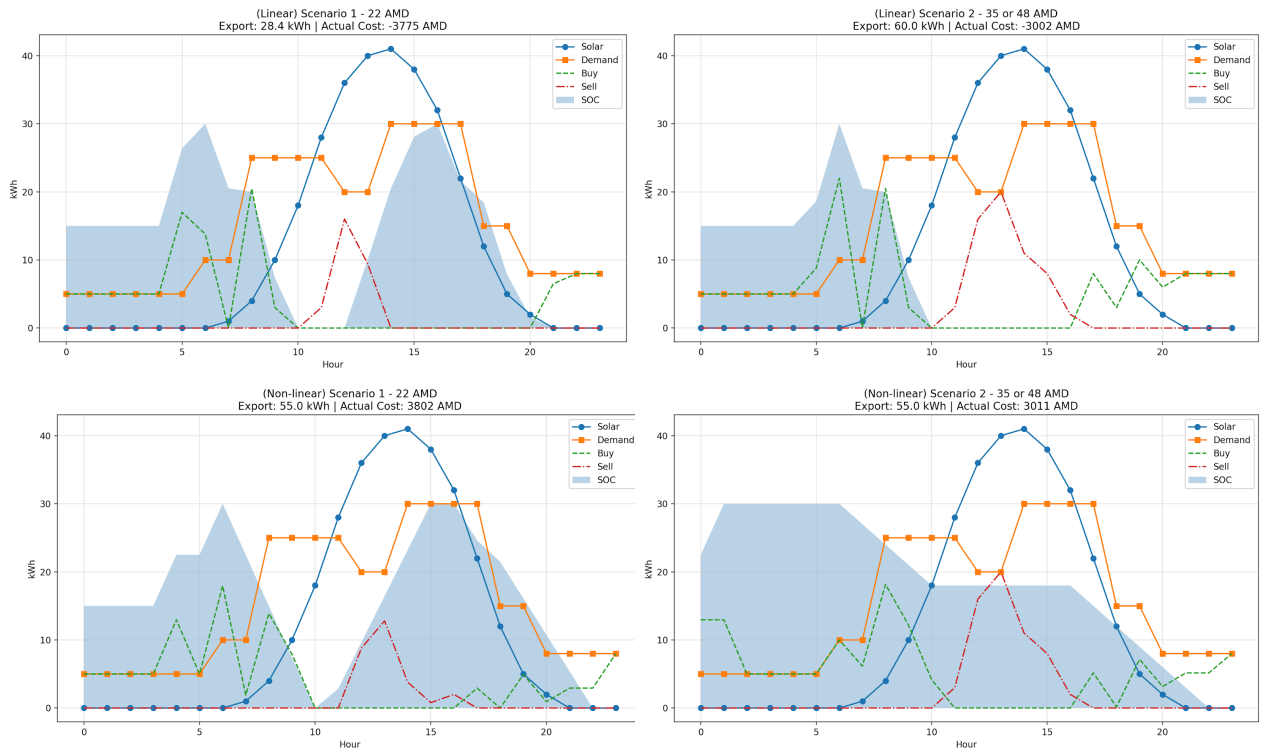 (Linear) Scenario 1 - 22 AMD
Export: 28.4 kWh | Actual Cost: -3775 AMD
Solar
Demand
Buy
Sell
SOC
kWh
40
30
20
10
0
0 5 10 15 20
Hour
(Linear) Scenario 2 - 35 or 48 AMD
Export: 60.0 kWh | Actual Cost: -3002 AMD
Solar
Demand
Buy
Sell
SOC
kWh
40
30
20
10
0
0 5 10 15 20
Hour
(Non-linear) Scenario 1 - 22 AMD
Export: 55.0 kWh | Actual Cost: 3802 AMD
Solar
Demand
Buy
Sell
SOC
kWh
40
30
20
10
0
0 5 10 15 20
Hour
(Non-linear) Scenario 2 - 35 or 48 AMD
Export: 55.0 kWh | Actual Cost: 3011 AMD
Solar
Demand
Buy
Sell
SOC
kWh
40
30
20
10
0
0 5 10 15 20
Hour